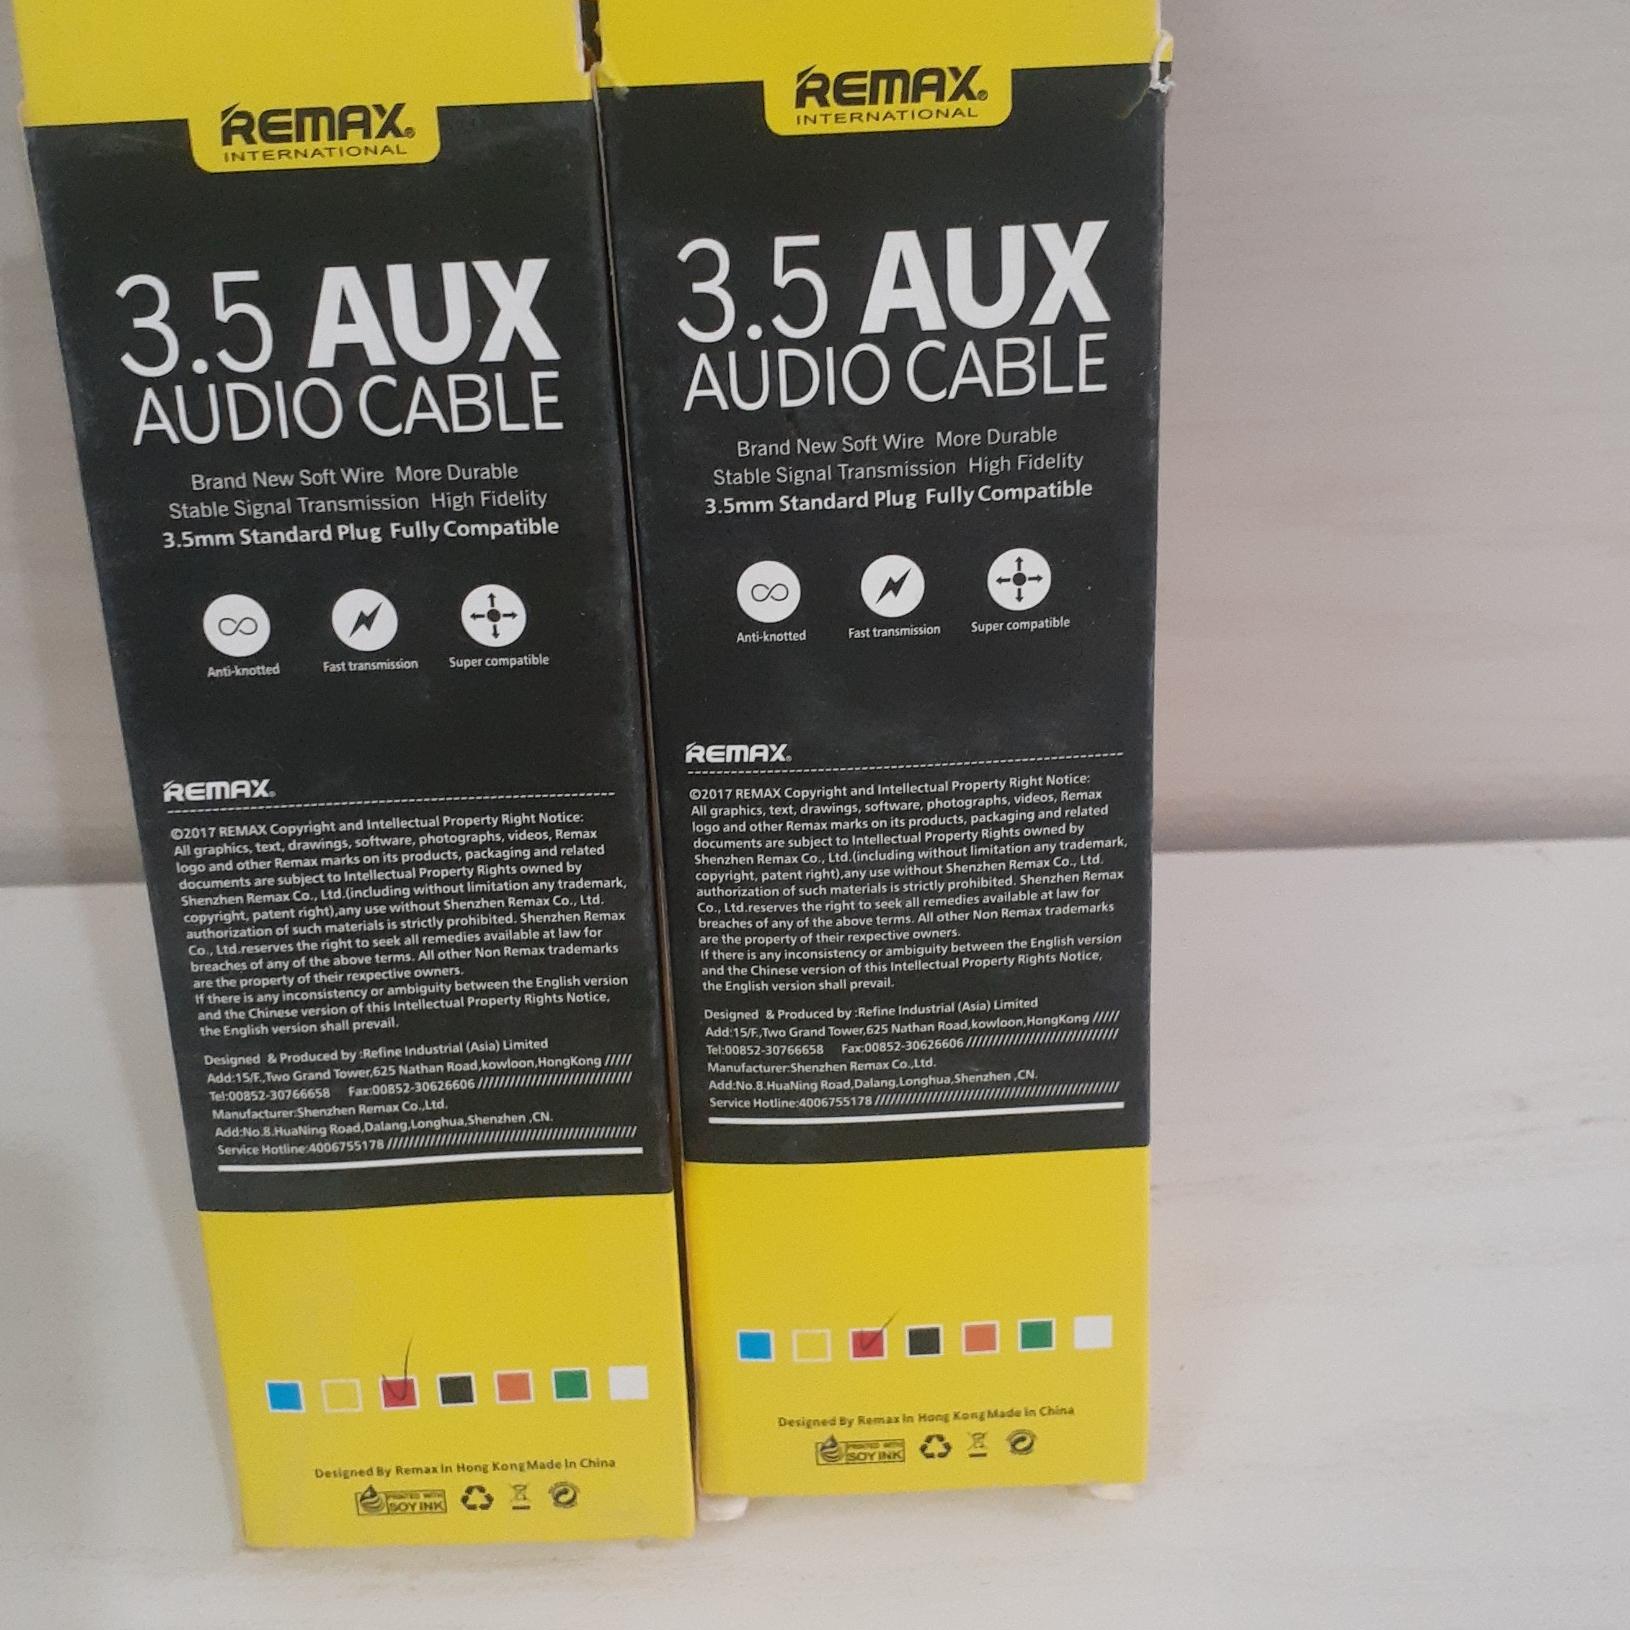 REMAX®
INTERNATIONAL
3.5 AUX
AUDIO CABLE
Brand New Soft Wire More Durable
Stable Signal Transmission High Fidelity
3.5mm Standard Plug Fully Compatible
Anti-knotted Fast transmission Super compatible
REMAX®
©2017 REMAX Copyright and Intellectual Property Right Notice:
All graphics, text, drawings, software, photographs, videos, Remax
logo and other Remax marks on its products, packaging and related
documents are subject to Intellectual Property Rights owned by
Shenzhen Remax Co., Ltd.(including without limitation any trademark,
copyright, patent right),any use without Shenzhen Remax Co., Ltd.
authorization of such materials is strictly prohibited. Shenzhen Remax
Co., Ltd.reserves the right to seek all remedies available at law for
breaches of any of the above terms. All other Non Remax trademarks
are the property of their rexpective owners.
If there is any inconsistency or ambiguity between the English version
and the Chinese version of this Intellectual Property Rights Notice,
the English version shall prevail.
Designed & Produced by :Refine Industrial (Asia) Limited
Add:15/F.,Two Grand Tower,625 Nathan Road,kowloon,HongKong /////
Tel:00852-30766658 Fax:00852-30626606
Manufacturer:Shenzhen Remax Co.,Ltd.
Add:No.8.HuaNing Road,Dalang,Longhua,Shenzhen ,CN.
Service Hotline:4006755178
Designed By Remax In Hong Kong Made In China
PRINTED WITH
SOY INK
REMAX®
INTERNATIONAL
3.5 AUX
AUDIO CABLE
Brand New Soft Wire More Durable
Stable Signal Transmission High Fidelity
3.5mm Standard Plug Fully Compatible
Anti-knotted Fast transmission Super compatible
REMAX®
©2017 REMAX Copyright and Intellectual Property Right Notice:
All graphics, text, drawings, software, photographs, videos, Remax
logo and other Remax marks on its products, packaging and related
documents are subject to Intellectual Property Rights owned by
Shenzhen Remax Co., Ltd.(including without limitation any trademark,
copyright, patent right),any use without Shenzhen Remax Co., Ltd.
authorization of such materials is strictly prohibited. Shenzhen Remax
Co., Ltd.reserves the right to seek all remedies available at law for
breaches of any of the above terms. All other Non Remax trademarks
are the property of their rexpective owners.
If there is any inconsistency or ambiguity between the English version
and the Chinese version of this Intellectual Property Rights Notice,
the English version shall prevail.
Designed & Produced by :Refine Industrial (Asia) Limited
Add:15/F.,Two Grand Tower,625 Nathan Road,kowloon,HongKong /////
Tel:00852-30766658 Fax:00852-30626606
Manufacturer:Shenzhen Remax Co.,Ltd.
Add:No.8.HuaNing Road,Dalang,Longhua,Shenzhen ,CN.
Service Hotline:4006755178
Designed By Remax In Hong Kong Made In China
PRINTED WITH
SOY INK